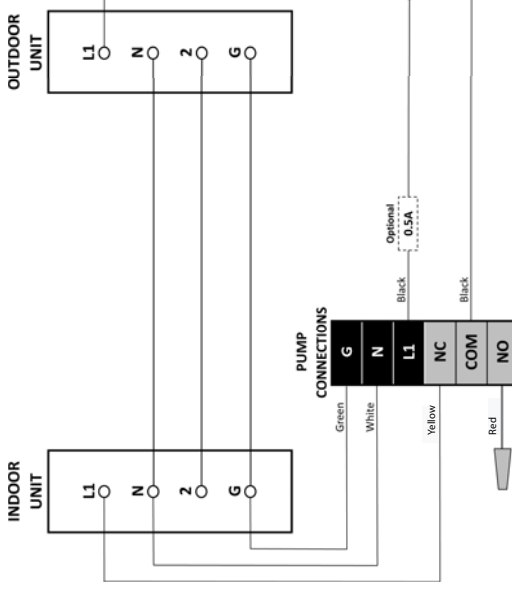 OUTDOOR
UNIT
L1
N
2
G
Optional
0.5A
Black
Black
PUMP
CONNECTIONS
G
N
L1
NC
COM
NO
Green
White
Yellow
Red
INDOOR
UNIT
L1
N
2
G